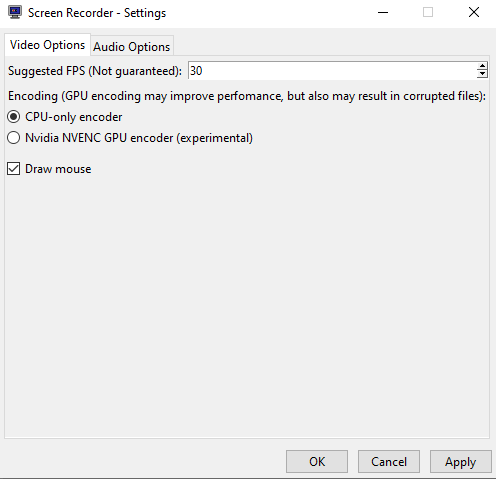 Screen Recorder - Settings
Video Options Audio Options
Suggested FPS (Not guaranteed): 30
Encoding (GPU encoding may improve perfomance, but also may result in corrupted files):
CPU-only encoder
Nvidia NVENC GPU encoder (experimental)
Draw mouse
OK Cancel Apply